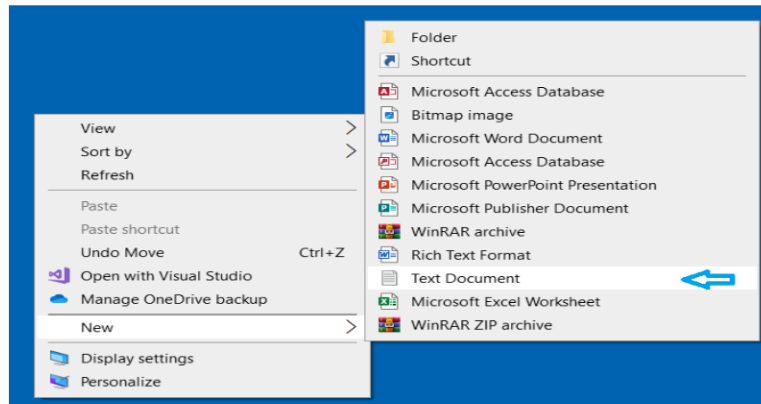 View
Sort by
Refresh
Paste
Paste shortcut
Undo Move Ctrl+Z
Open with Visual Studio
Manage OneDrive backup
New
Display settings
Personalize
Folder
Shortcut
Microsoft Access Database
Bitmap image
Microsoft Word Document
Microsoft Access Database
Microsoft PowerPoint Presentation
Microsoft Publisher Document
WinRAR archive
Rich Text Format
Text Document
Microsoft Excel Worksheet
WinRAR ZIP archive